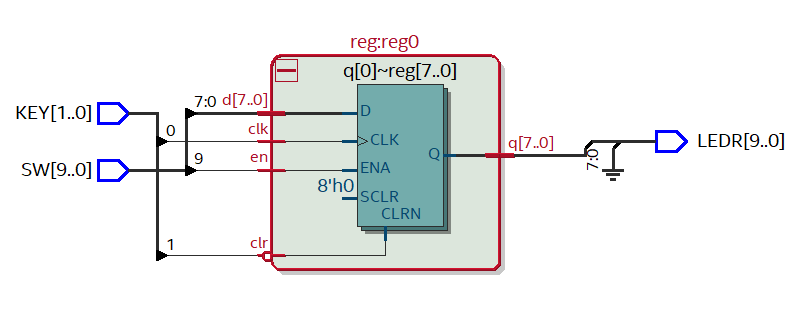 reg:reg0
q[0]~reg[7..0]
KEY[1..0]
7:0
d[7..0]
D
0
clk
CLK
q[7..0]
LEDR[9..0]
SW[9..0]
9
en
ENA
Q
7:0
8'h0
SCLR
CLRN
1
clr